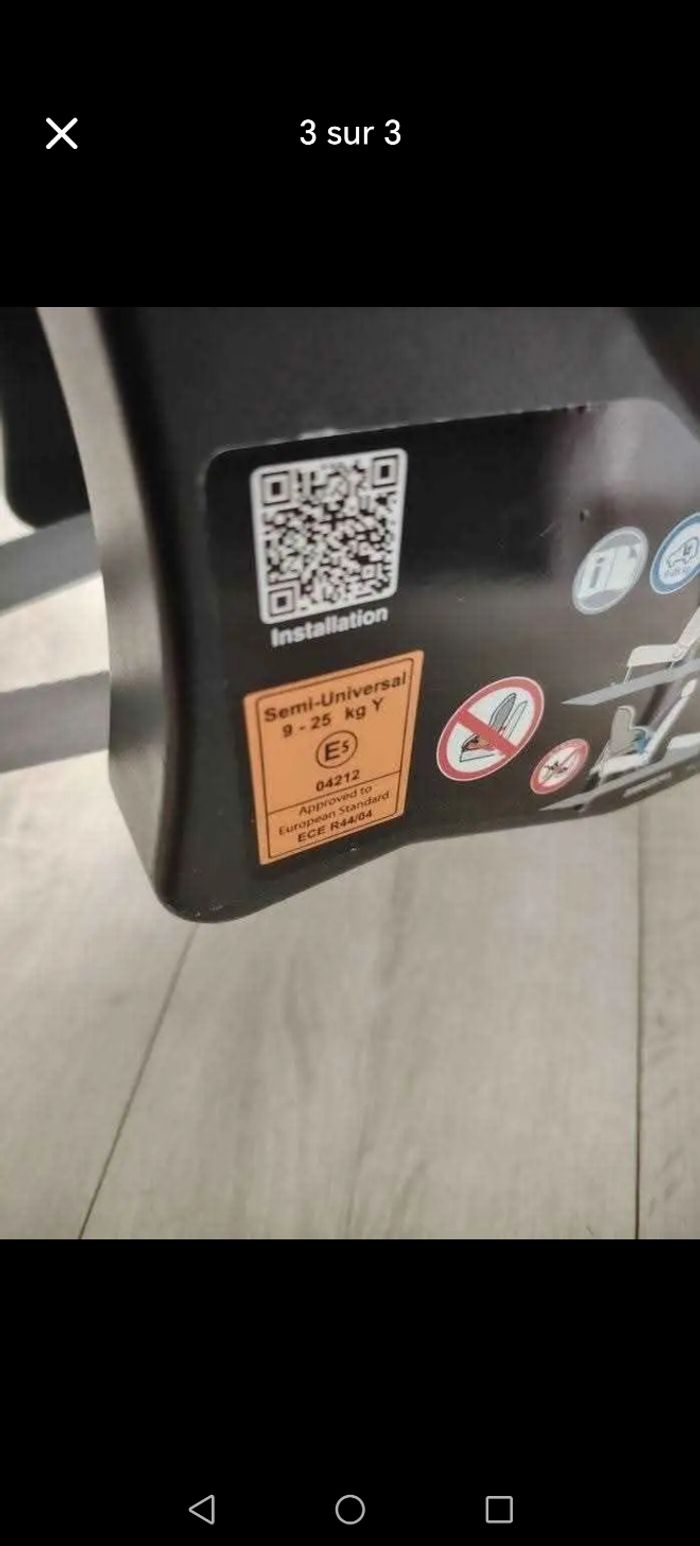 3 sur 3
Installation
Semi-Universal
9 - 25 kg Y
E5
04212
Approved to
European Standard
ECE R44/04